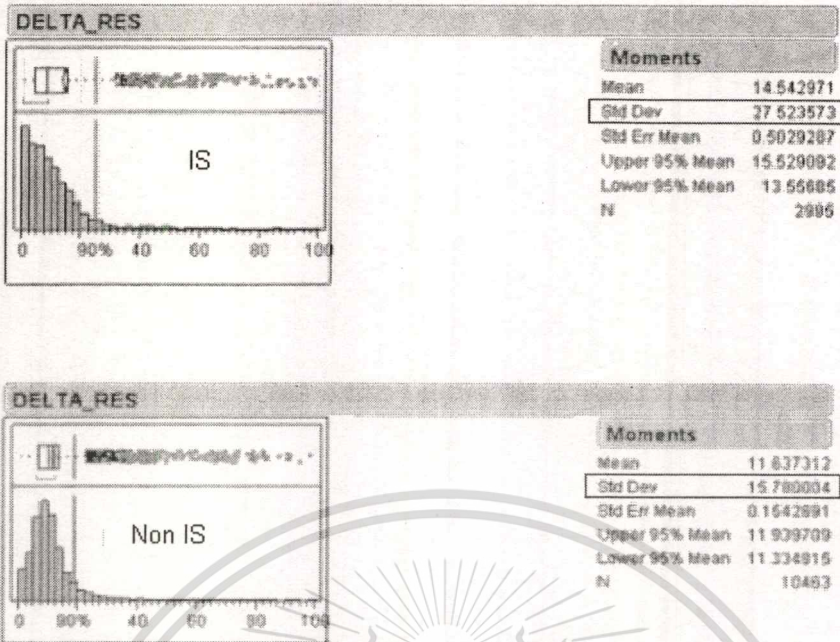 DELTA_RES
IS
0 90% 40 60 80 100
Moments
Mean 14.542971
Std Dev 27.523573
Std Err Mean 0.5029287
Upper 95% Mean 15.529092
Lower 95% Mean 13.55685
N 2995
DELTA_RES
Non IS
0 90% 40 60 80 100
Moments
Mean 11.637312
Std Dev 15.780004
Std Err Mean 0.1542691
Upper 95% Mean 11.939709
Lower 95% Mean 11.334915
N 10463